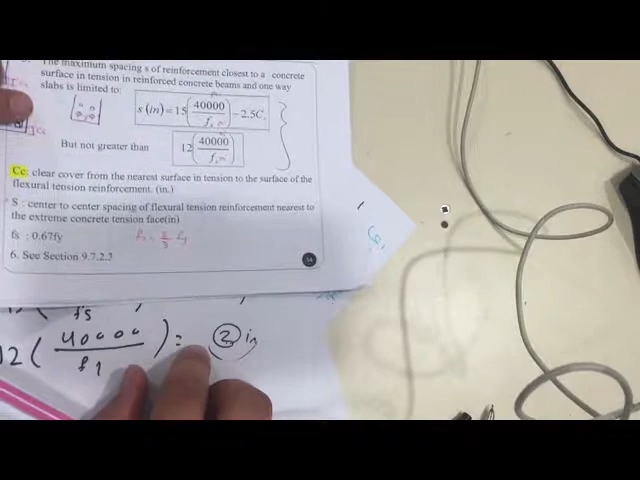 The maximum spacing s of reinforcement closest to a concrete
surface in tension in reinforced concrete beams and one way
slabs is limited to:
s (in) = 15 (40000 / fs) − 2.5Cc
But not greater than 12 (40000 / fs)
Cc: clear cover from the nearest surface in tension to the surface of the
flexural tension reinforcement. (in.)
S : center to center spacing of flexural tension reinforcement nearest to
the extreme concrete tension face(in)
fs : 0.67fy
6. See Section 9.7.2.2
12 ( 40000 / f ) = 2 in